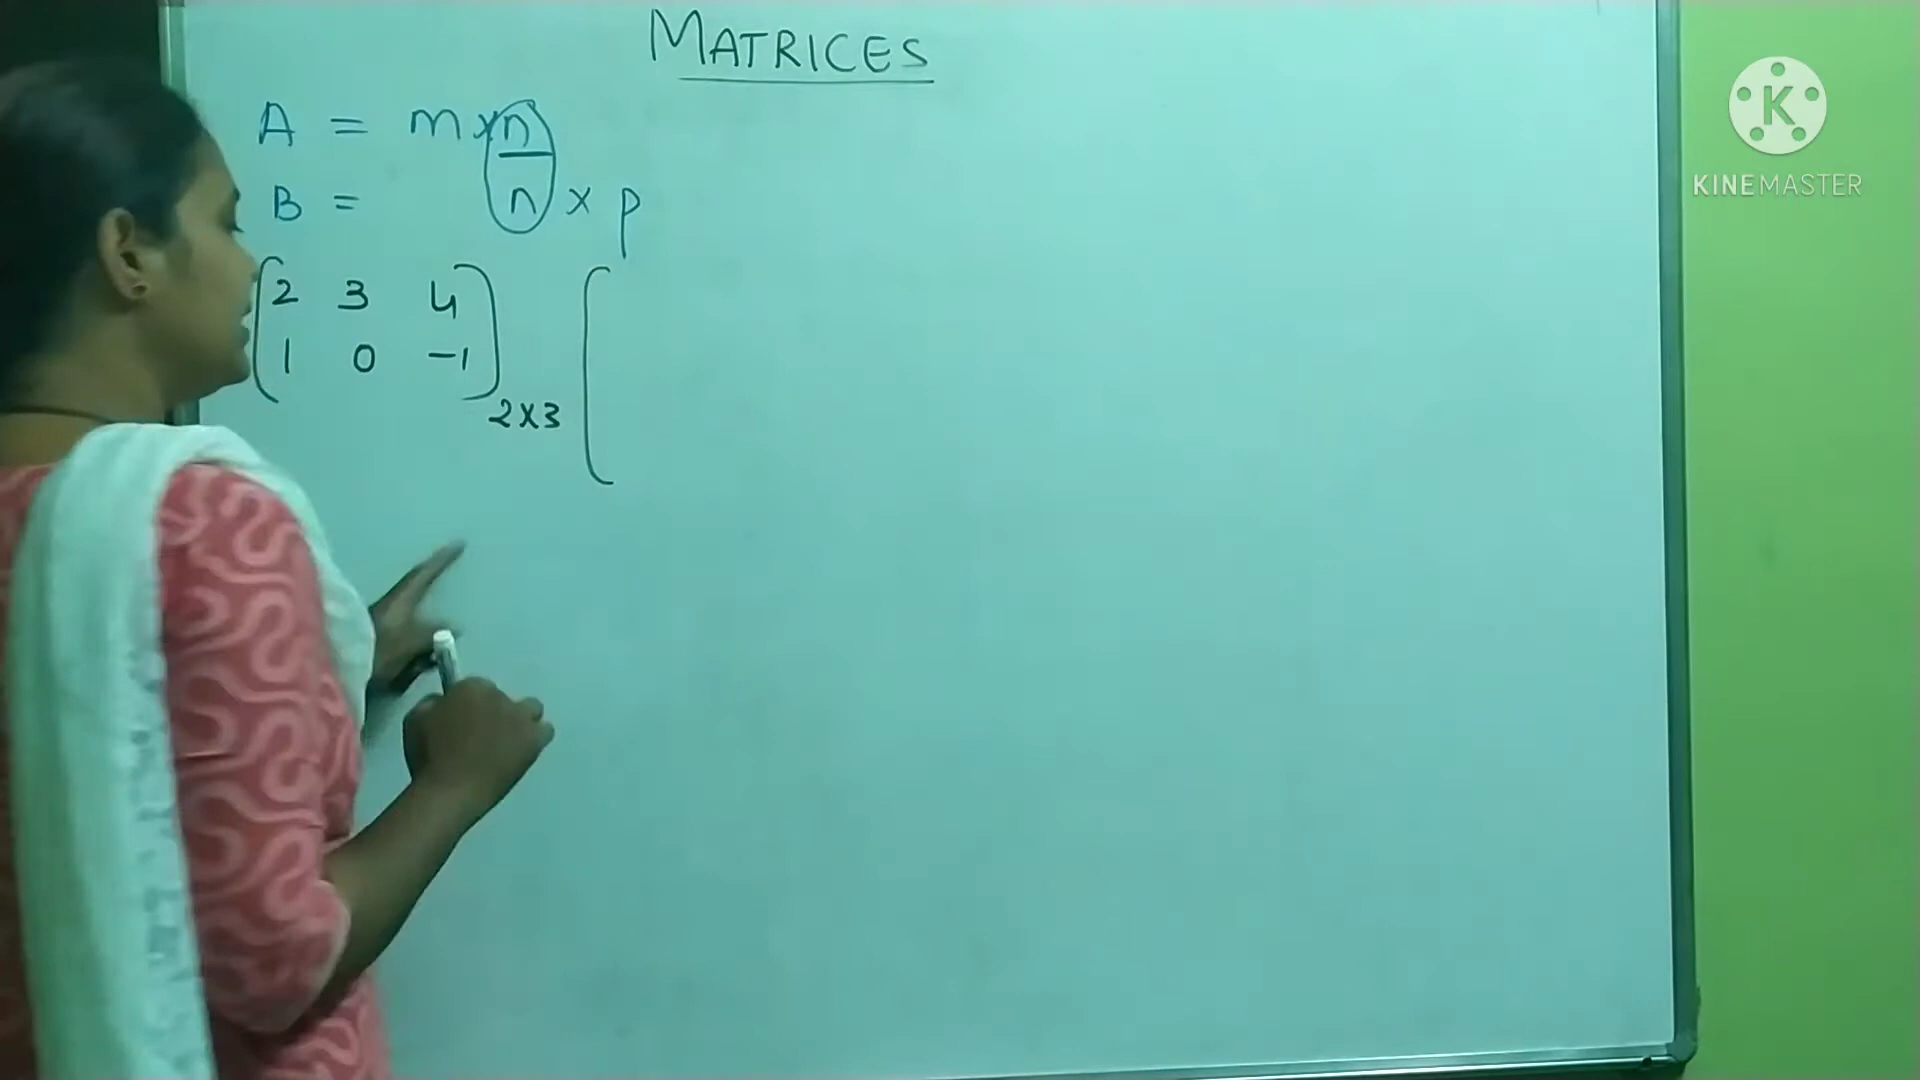 MATRICES
A = m x n
B = n x p
2 3 4
1 0 -1
2x3
K
KINEMASTER